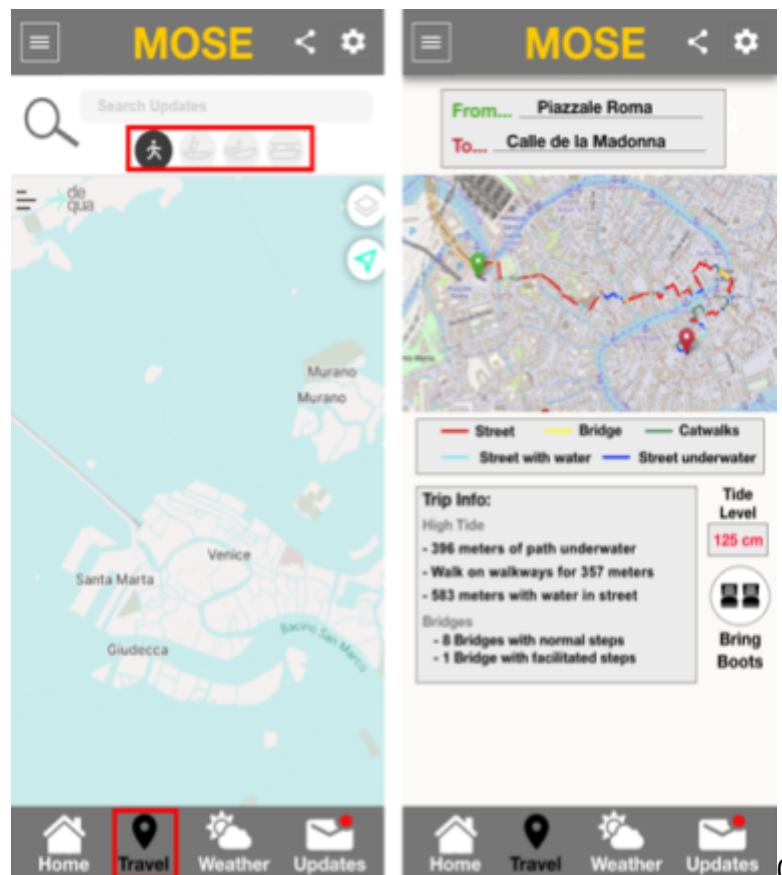 MOSE
Search Updates
de
qua
Murano
Murano
Venice
Santa Marta
Giudecca
Bacino San Marco
Home Travel Weather Updates
MOSE
From... Piazzale Roma
To... Calle de la Madonna
Street Bridge Catwalks
Street with water Street underwater
Trip Info:
High Tide
- 396 meters of path underwater
- Walk on walkways for 357 meters
- 583 meters with water in street
Bridges
- 8 Bridges with normal steps
- 1 Bridge with facilitated steps
Tide
Level
125 cm
Bring
Boots
Home Travel Weather Updates